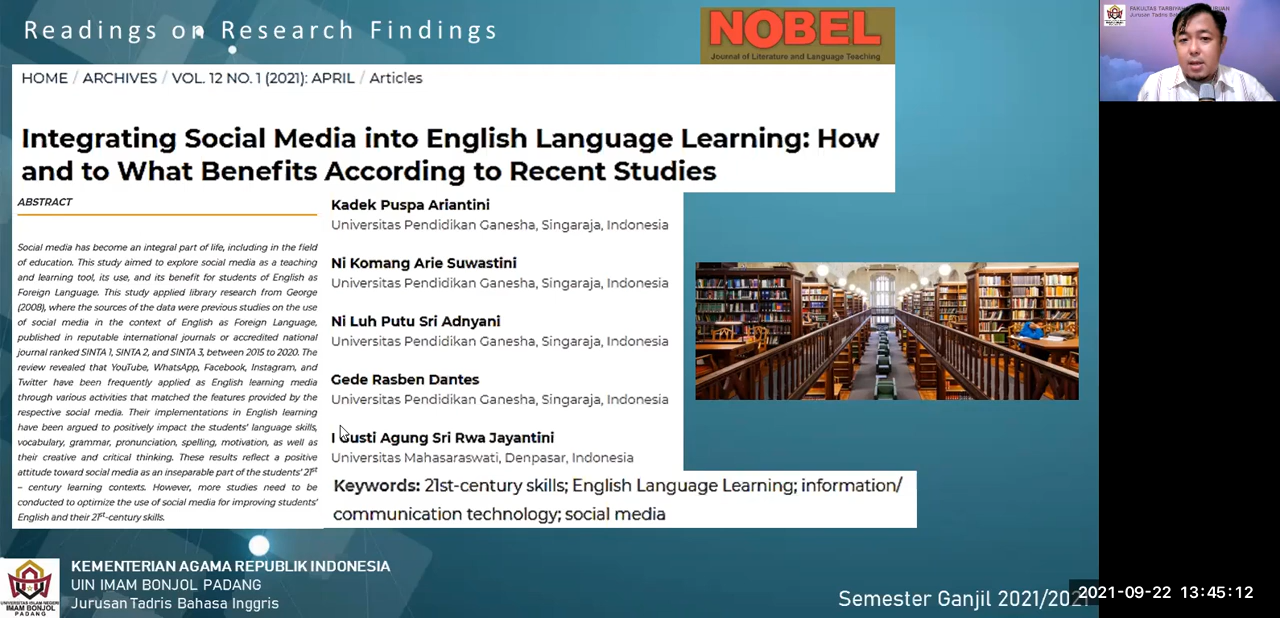 Readings on Research Findings
NOBEL
Journal of Literature and Language Teaching
HOME / ARCHIVES / VOL. 12 NO. 1 (2021): APRIL / Articles
Integrating Social Media into English Language Learning: How
and to What Benefits According to Recent Studies
ABSTRACT
Social media has become an integral part of life, including in the field
of education. This study aimed to explore social media as a teaching
and learning tool, its use, and its benefit for students of English as
Foreign Language. This study applied library research from George
(2008), where the sources of the data were previous studies on the use
of social media in the context of English as Foreign Language,
published in reputable international journals or accredited national
journal ranked SINTA 1, SINTA 2, and SINTA 3, between 2015 to 2020. The
review revealed that YouTube, WhatsApp, Facebook, Instagram, and
Twitter have been frequently applied as English learning media
through various activities that matched the features provided by the
respective social media. Their implementations in English learning
have been argued to positively impact the students' language skills,
vocabulary, grammar, pronunciation, spelling, motivation, as well as
their creative and critical thinking. These results reflect a positive
attitude toward social media as an inseparable part of the students' 21st
– century learning contexts. However, more studies need to be
conducted to optimize the use of social media for improving students'
English and their 21st-century skills.
Kadek Puspa Ariantini
Universitas Pendidikan Ganesha, Singaraja, Indonesia
Ni Komang Arie Suwastini
Universitas Pendidikan Ganesha, Singaraja, Indonesia
Ni Luh Putu Sri Adnyani
Universitas Pendidikan Ganesha, Singaraja, Indonesia
Gede Rasben Dantes
Universitas Pendidikan Ganesha, Singaraja, Indonesia
I Gusti Agung Sri Rwa Jayantini
Universitas Mahasaraswati, Denpasar, Indonesia
Keywords: 21st-century skills; English Language Learning; information/
communication technology; social media
IMAM BONJOL
PADANG
KEMENTERIAN AGAMA REPUBLIK INDONESIA
UIN IMAM BONJOL PADANG
Jurusan Tadris Bahasa Inggris
Semester Ganjil 2021/2021
2021-09-22 13:45:12
FAKULTAS TARBIYAH
Jurusan Tadris